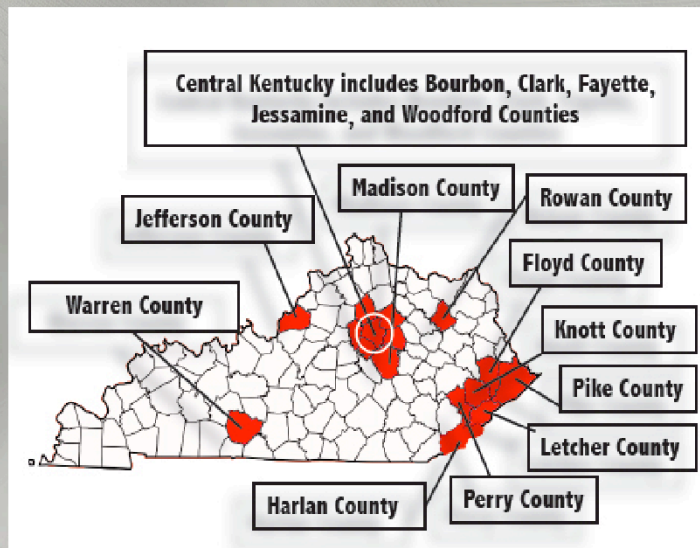 Central Kentucky includes Bourbon, Clark, Fayette,
Jessamine, and Woodford Counties
Madison County
Rowan County
Jefferson County
Floyd County
Warren County
Knott County
Pike County
Letcher County
Harlan County
Perry County